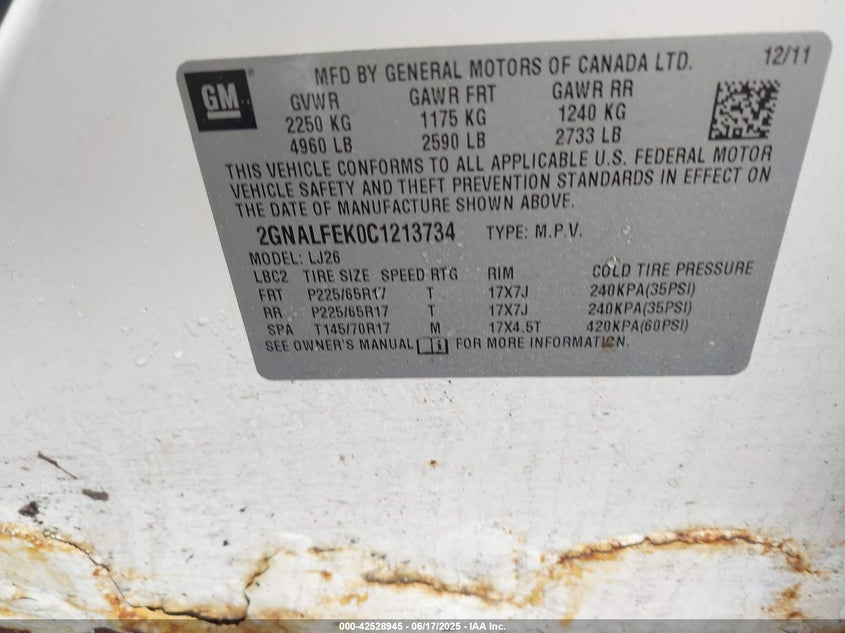 GM
MFD BY GENERAL MOTORS OF CANADA LTD. 12/11
GVWR GAWR FRT GAWR RR
2250 KG 1175 KG 1240 KG
4960 LB 2590 LB 2733 LB
THIS VEHICLE CONFORMS TO ALL APPLICABLE U.S. FEDERAL MOTOR
VEHICLE SAFETY AND THEFT PREVENTION STANDARDS IN EFFECT ON
THE DATE OF MANUFACTURE SHOWN ABOVE.
2GNALFEK0C1213734 TYPE: M.P.V.
MODEL: LJ26
LBC2 TIRE SIZE SPEED RTG RIM COLD TIRE PRESSURE
FRT P225/65R17 T 17X7J 240KPA(35PSI)
RR P225/65R17 T 17X7J 240KPA(35PSI)
SPA T145/70R17 M 17X4.5T 420KPA(60PSI)
SEE OWNER'S MANUAL FOR MORE INFORMATION.
000-42528945 - 06/17/2025 - IAA Inc.